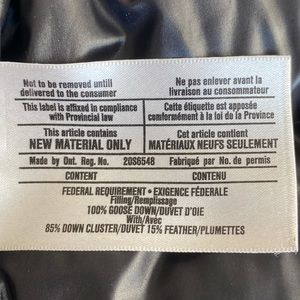 Not to be removed untill
delivered to the consumer
Ne pas enlever avant la
livraison au consommateur
This label is affixed in compliance
with Provincial law
Cette étiquette est apposée
conformément à la loi de la Province
This article contains
NEW MATERIAL ONLY
Cet article contient
MATÉRIAUX NEUFS SEULEMENT
Made by Ont. Reg. No. 20S6548 Fabriqué par No. de permis
CONTENT CONTENU
FEDERAL REQUIREMENT • EXIGENCE FÉDERALE
Filling/Remplissage
100% GOOSE DOWN/DUVET D'OIE
With/Avec
85% DOWN CLUSTER/DUVET 15% FEATHER/PLUMETTES